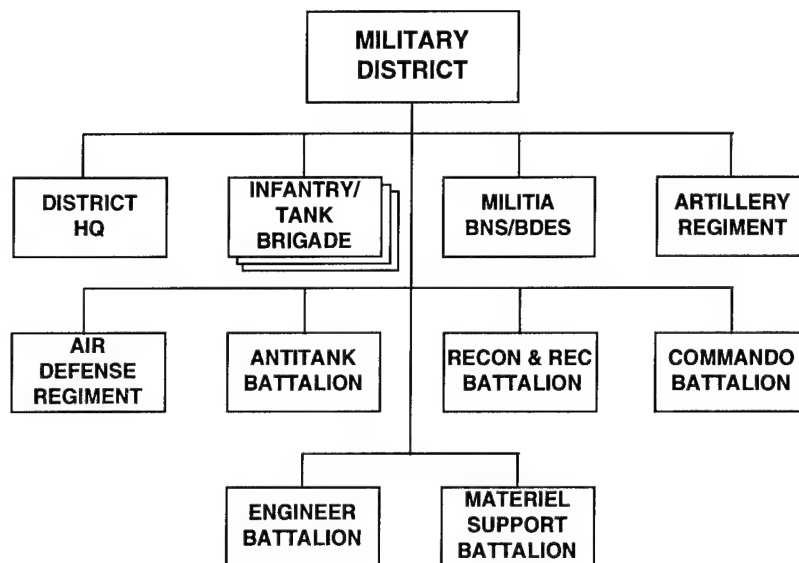 MILITARY
DISTRICT
DISTRICT
HQ
INFANTRY/
TANK
BRIGADE
MILITIA
BNS/BDES
ARTILLERY
REGIMENT
AIR
DEFENSE
REGIMENT
ANTITANK
BATTALION
RECON & REC
BATTALION
COMMANDO
BATTALION
ENGINEER
BATTALION
MATERIEL
SUPPORT
BATTALION